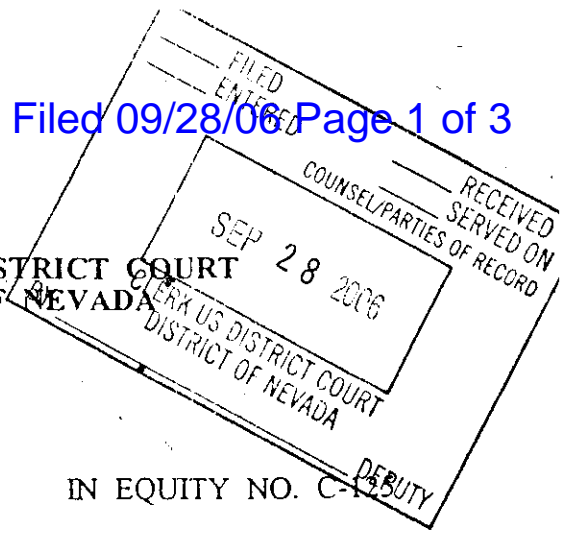 FILED
ENTERED
RECEIVED
SERVED ON
COUNSEL/PARTIES OF RECORD
Filed 09/28/06 Page 1 of 3
SEP 28 2006
STRICT COURT
NEVADA
CLERK US DISTRICT COURT
DISTRICT OF NEVADA
BY:
DEPUTY
IN EQUITY NO.